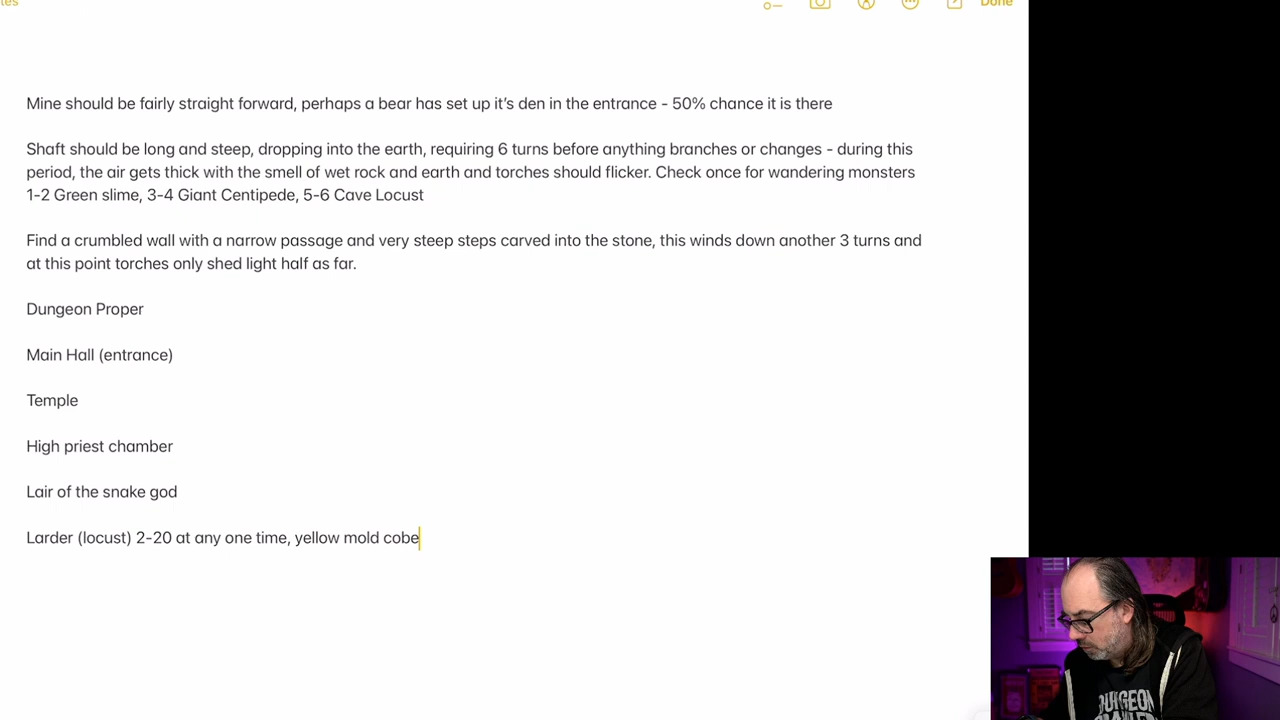 tes
Done
Mine should be fairly straight forward, perhaps a bear has set up it's den in the entrance - 50% chance it is there
Shaft should be long and steep, dropping into the earth, requiring 6 turns before anything branches or changes - during this
period, the air gets thick with the smell of wet rock and earth and torches should flicker. Check once for wandering monsters
1-2 Green slime, 3-4 Giant Centipede, 5-6 Cave Locust
Find a crumbled wall with a narrow passage and very steep steps carved into the stone, this winds down another 3 turns and
at this point torches only shed light half as far.
Dungeon Proper
Main Hall (entrance)
Temple
High priest chamber
Lair of the snake god
Larder (locust) 2-20 at any one time, yellow mold cobe
DUNGEON
CRAWLER